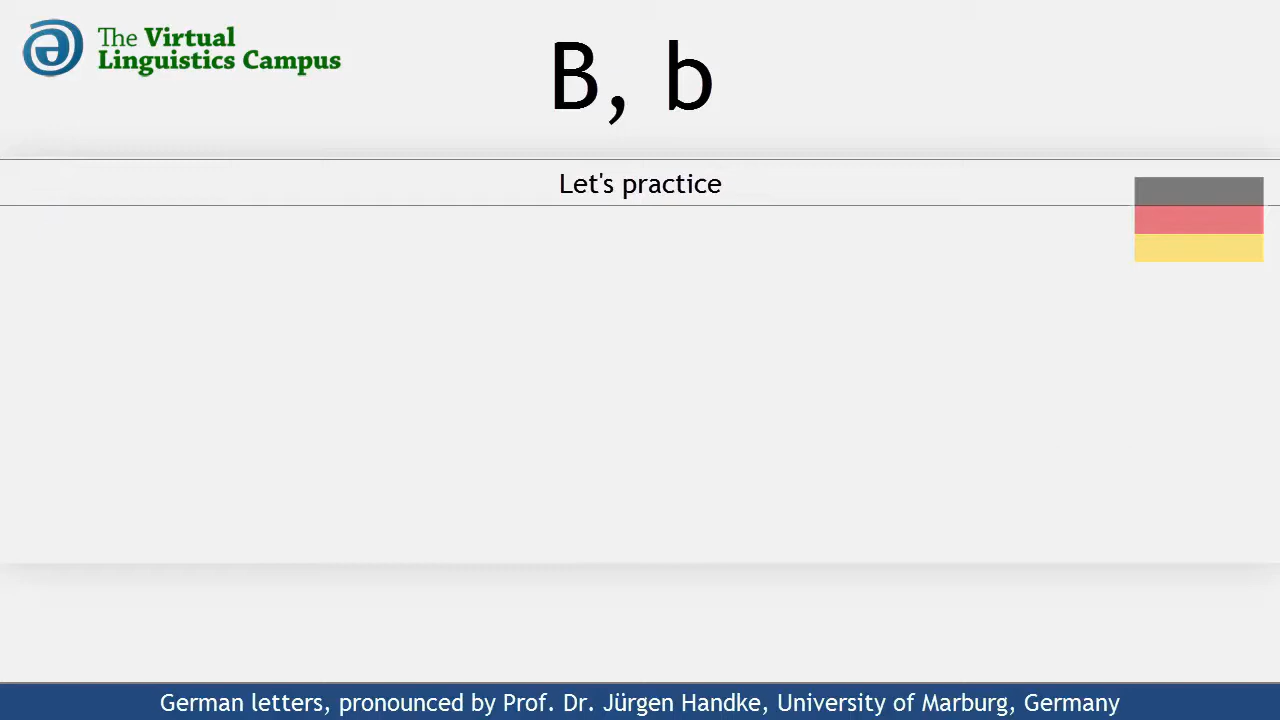 The Virtual
Linguistics Campus
B, b
Let's practice
German letters, pronounced by Prof. Dr. Jürgen Handke, University of Marburg, Germany